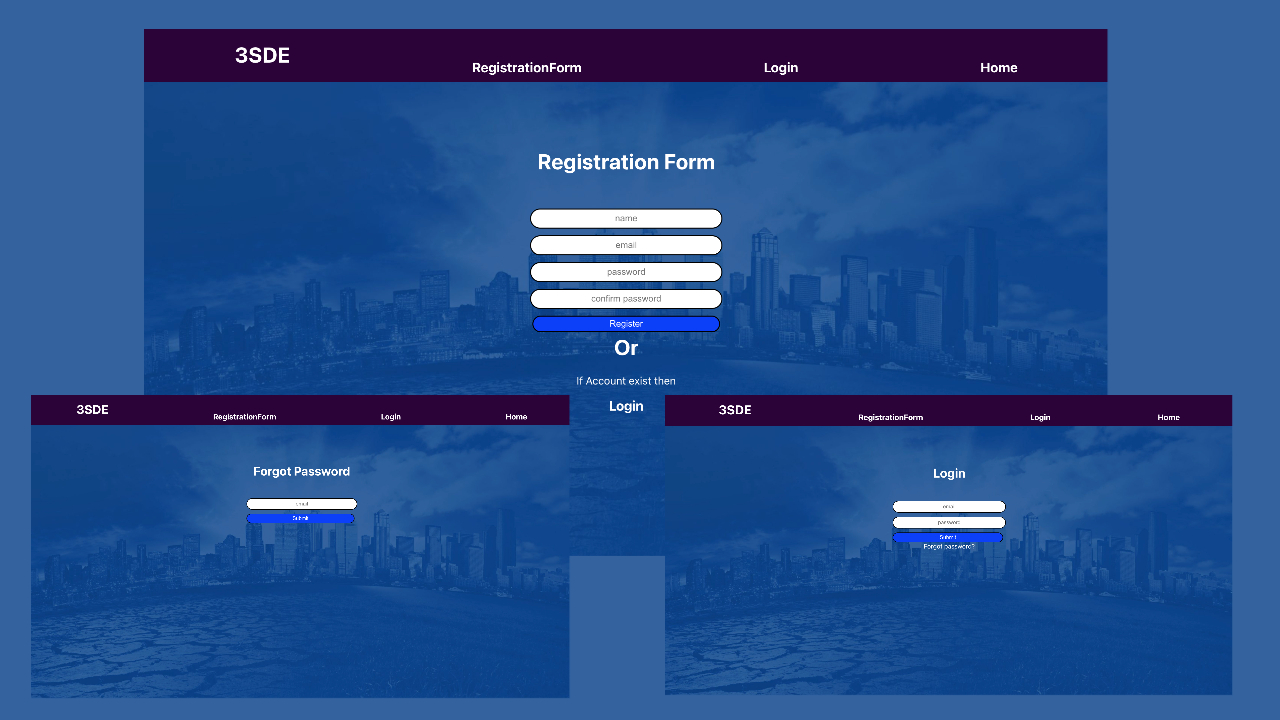 3SDE
RegistrationForm
Login
Home
Registration Form
name
email
password
confirm password
Register
Or
If Account exist then
Login
3SDE
RegistrationForm
Login
Home
Forgot Password
email
Submit
3SDE
RegistrationForm
Login
Home
Login
email
password
Submit
Forgot password?